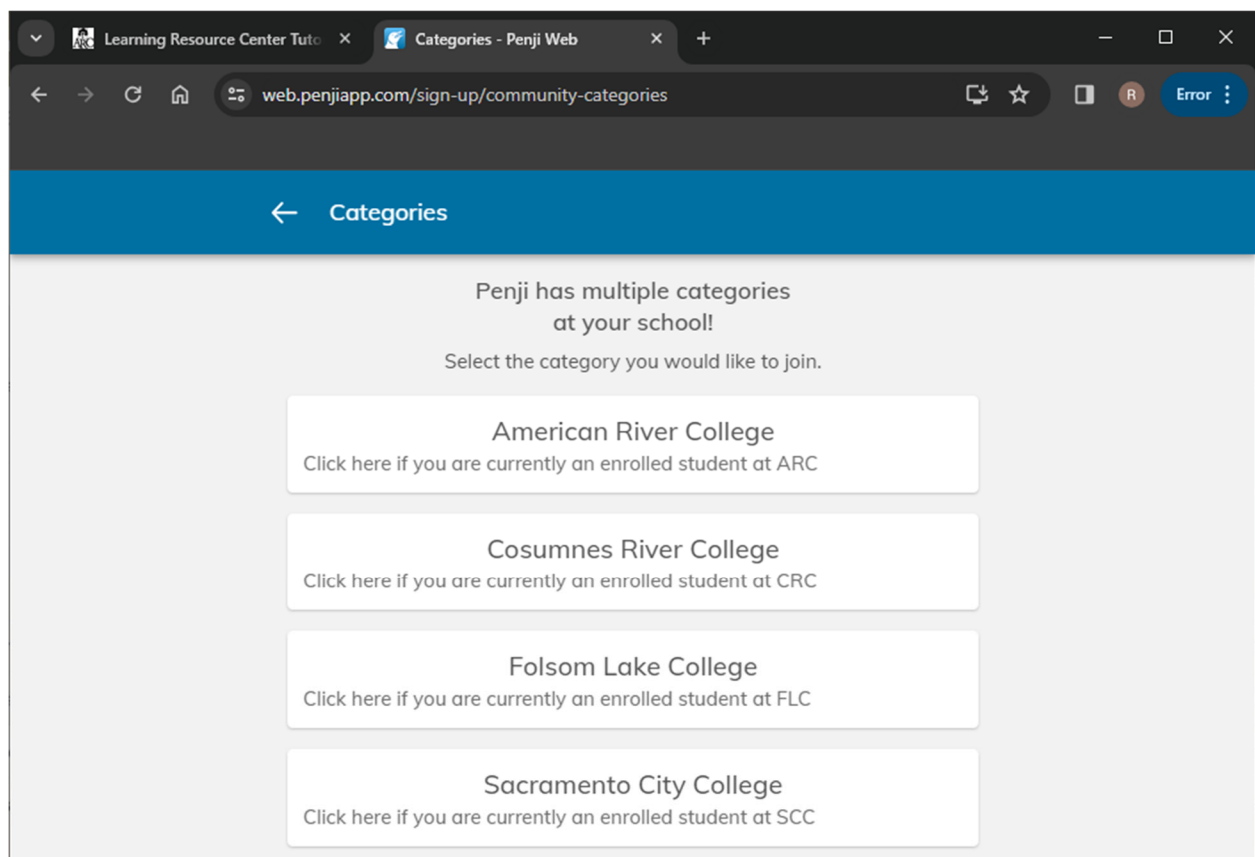 Learning Resource Center Tuto
Categories - Penji Web
web.penjiapp.com/sign-up/community-categories
R
Error
Categories
Penji has multiple categories
at your school!
Select the category you would like to join.
American River College
Click here if you are currently an enrolled student at ARC
Cosumnes River College
Click here if you are currently an enrolled student at CRC
Folsom Lake College
Click here if you are currently an enrolled student at FLC
Sacramento City College
Click here if you are currently an enrolled student at SCC